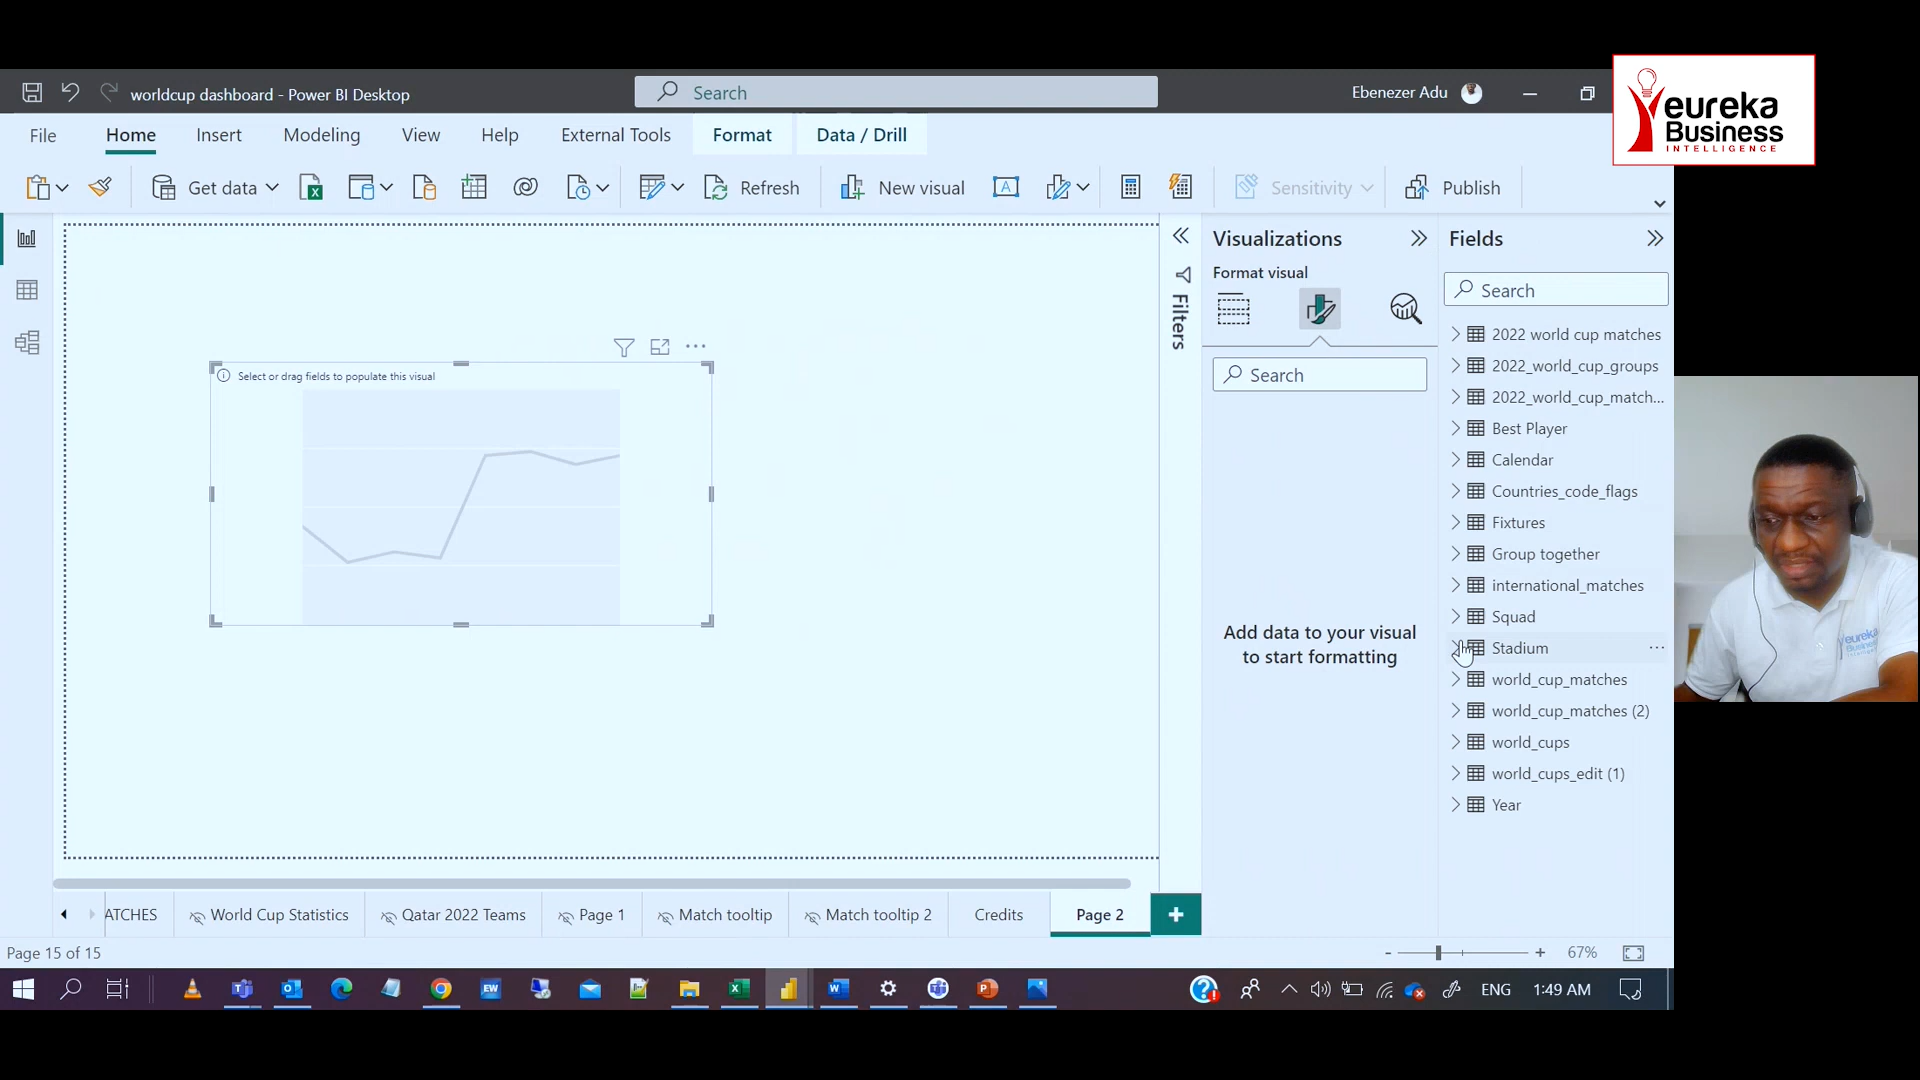 eureka
Business
INTELLIGENCE
worldcup dashboard - Power BI Desktop
Search
Ebenezer Adu
File
Home
Insert
Modeling
View
Help
External Tools
Format
Data / Drill
Get data
Refresh
New visual
Sensitivity
Publish
Visualizations
Fields
Format visual
Search
Search
Filters
Select or drag fields to populate this visual
Add data to your visual
to start formatting
2022 world cup matches
2022_world_cup_groups
2022_world_cup_match...
Best Player
Calendar
Countries_code_flags
Fixtures
Group together
international_matches
Squad
Stadium
world_cup_matches
world_cup_matches (2)
world_cups
world_cups_edit (1)
Year
eureka
Business
ATCHES
World Cup Statistics
Qatar 2022 Teams
Page 1
Match tooltip
Match tooltip 2
Credits
Page 2
Page 15 of 15
67%
EW
ENG
1:49 AM